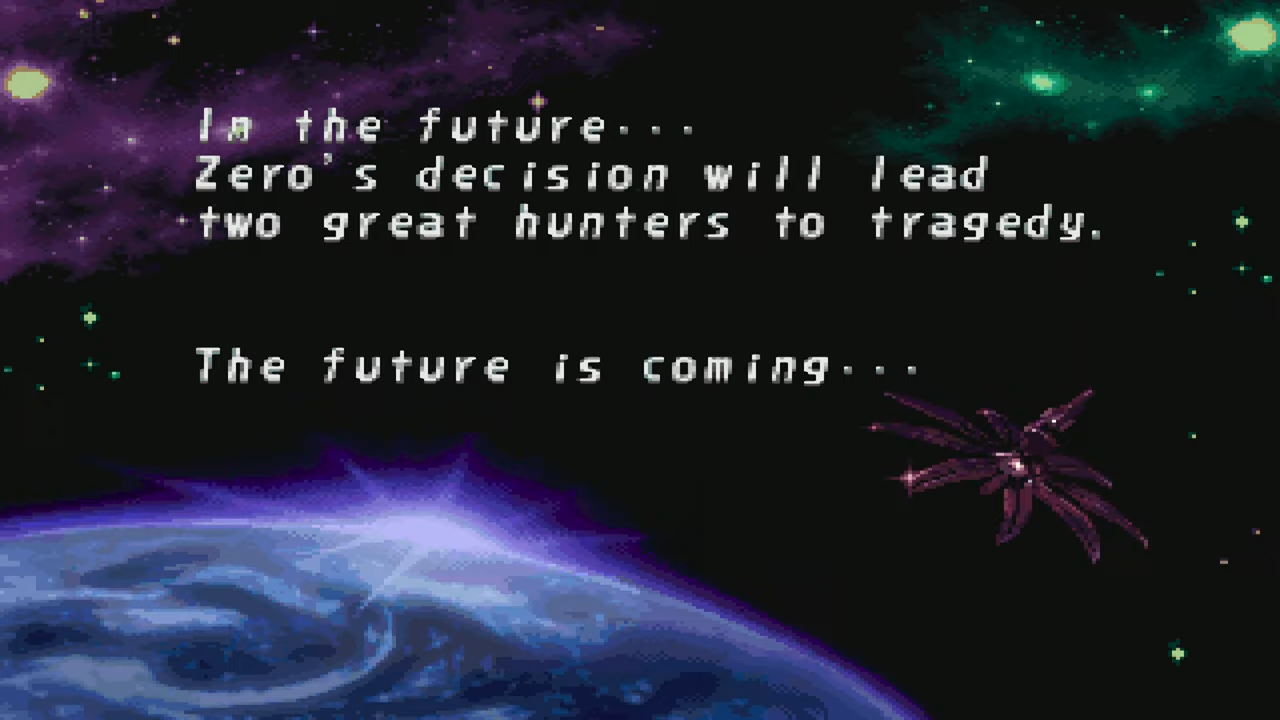 In the future···
Zero's decision will lead
two great hunters to tragedy.
The future is coming···